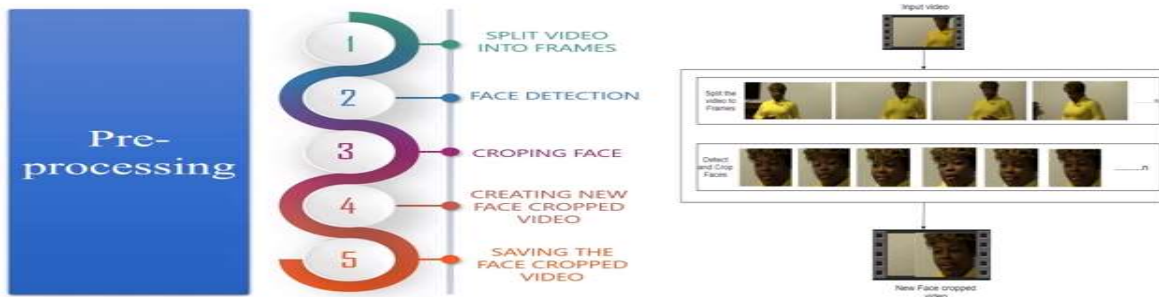 Pre-
processing
1
SPLIT VIDEO
INTO FRAMES
2
FACE DETECTION
3
CROPING FACE
4
CREATING NEW
FACE CROPPED
VIDEO
5
SAVING THE
FACE CROPPED
VIDEO
Input video
Split the
video to
Frames
Detect
and Crop
Faces
........n
New Face cropped
video